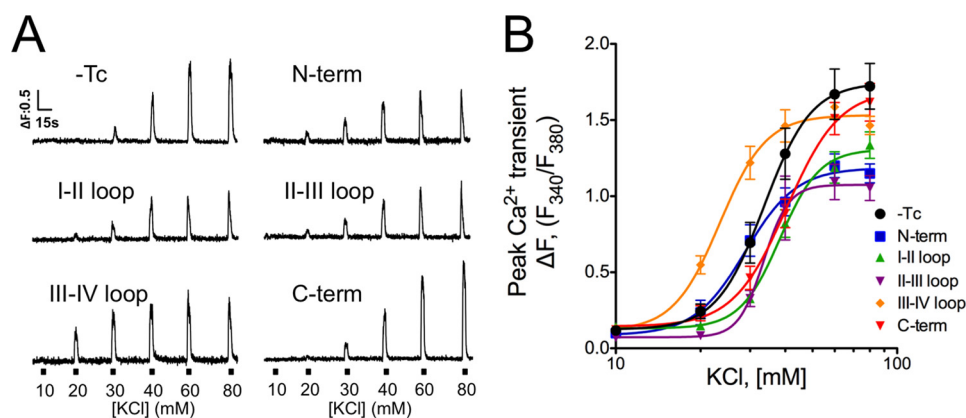 A
-Tc
N-term
ΔF:0.5
15s
I-II loop
II-III loop
III-IV loop
C-term
10 20 30 40 60 80
[KCl] (mM)
10 20 30 40 60 80
[KCl] (mM)
B
Peak Ca²⁺ transient
ΔF, (F₃₄₀/F₃₈₀)
2.0
1.5
1.0
0.5
0.0
10
100
KCl, [mM]
-Tc
N-term
I-II loop
II-III loop
III-IV loop
C-term